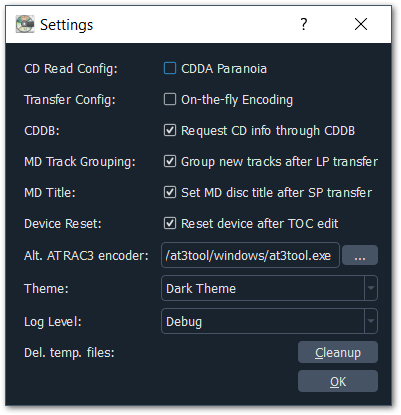 Settings
?
CD Read Config: CDDA Paranoia
Transfer Config: On-the-fly Encoding
CDDB: Request CD info through CDDB
MD Track Grouping: Group new tracks after LP transfer
MD Title: Set MD disc title after SP transfer
Device Reset: Reset device after TOC edit
Alt. ATRAC3 encoder: /at3tool/windows/at3tool.exe ...
Theme: Dark Theme
Log Level: Debug
Del. temp. files: Cleanup
OK